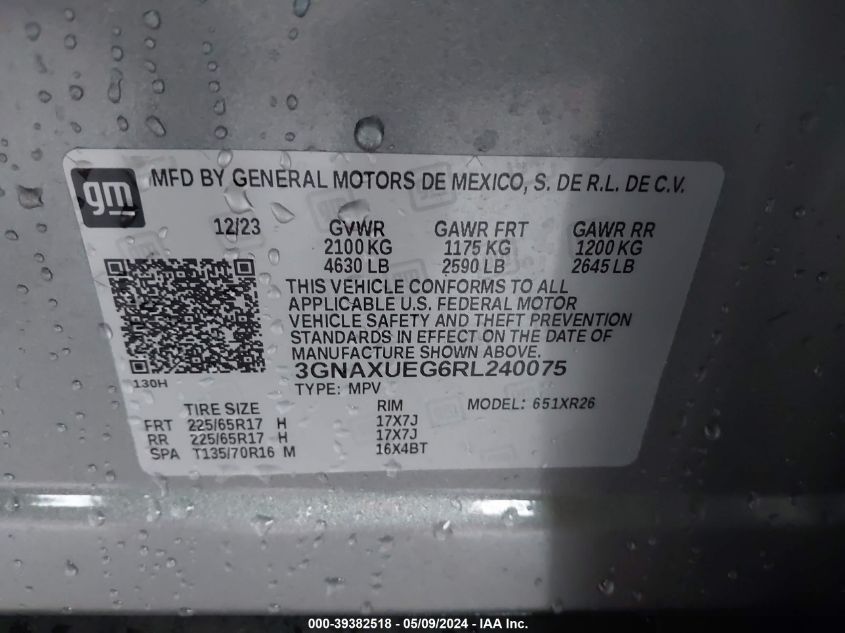 gm
MFD BY GENERAL MOTORS DE MEXICO, S. DE R.L. DE C.V.
12/23 GVWR GAWR FRT GAWR RR
2100 KG 1175 KG 1200 KG
4630 LB 2590 LB 2645 LB
THIS VEHICLE CONFORMS TO ALL
APPLICABLE U.S. FEDERAL MOTOR
VEHICLE SAFETY AND THEFT PREVENTION
STANDARDS IN EFFECT ON THE DATE OF
MANUFACTURE SHOWN ABOVE.
3GNAXUEG6RL240075
130H
TYPE: MPV
TIRE SIZE RIM MODEL: 651XR26
FRT 225/65R17 H 17X7J
RR 225/65R17 H 17X7J
SPA T135/70R16 M 16X4BT
000-39382518 - 05/09/2024 - IAA Inc.